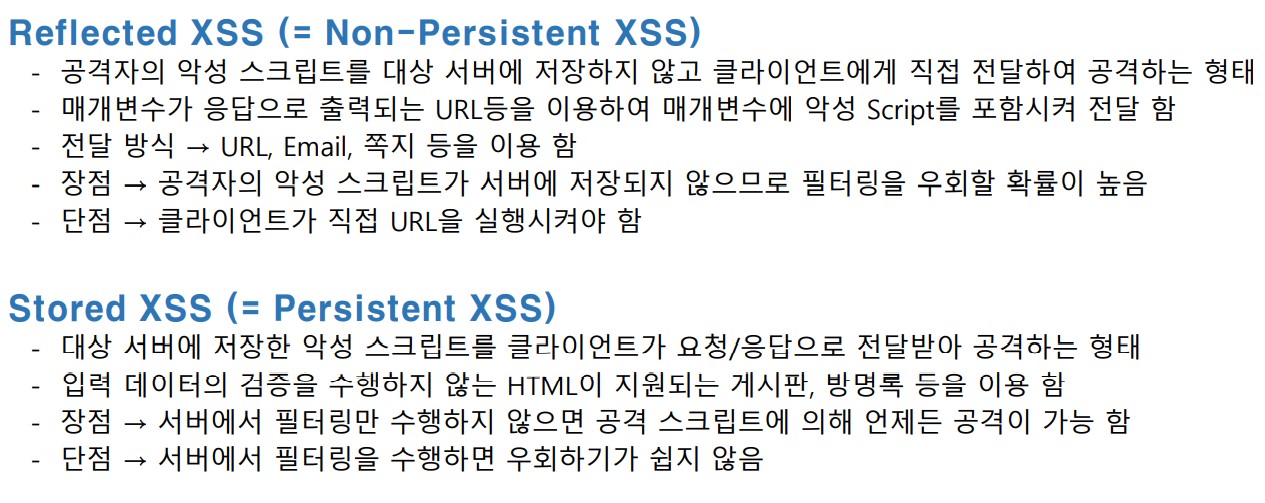 Reflected XSS (= Non-Persistent XSS)
- 공격자의 악성 스크립트를 대상 서버에 저장하지 않고 클라이언트에게 직접 전달하여 공격하는 형태
- 매개변수가 응답으로 출력되는 URL등을 이용하여 매개변수에 악성 Script를 포함시켜 전달 함
- 전달 방식 → URL, Email, 쪽지 등을 이용 함
- 장점 → 공격자의 악성 스크립트가 서버에 저장되지 않으므로 필터링을 우회할 확률이 높음
- 단점 → 클라이언트가 직접 URL을 실행시켜야 함
Stored XSS (= Persistent XSS)
- 대상 서버에 저장한 악성 스크립트를 클라이언트가 요청/응답으로 전달받아 공격하는 형태
- 입력 데이터의 검증을 수행하지 않는 HTML이 지원되는 게시판, 방명록 등을 이용 함
- 장점 → 서버에서 필터링만 수행하지 않으면 공격 스크립트에 의해 언제든 공격이 가능 함
- 단점 → 서버에서 필터링을 수행하면 우회하기가 쉽지 않음